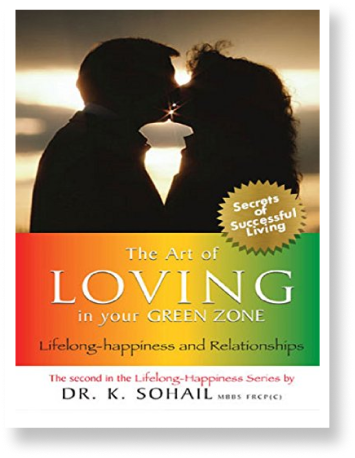 Secrets
of
Successful
Living
The Art of
LOVING
in your GREEN ZONE
Lifelong-happiness and Relationships
The second in the Lifelong-Happiness Series by
DR. K. SOHAIL MBBS FRCP(C)